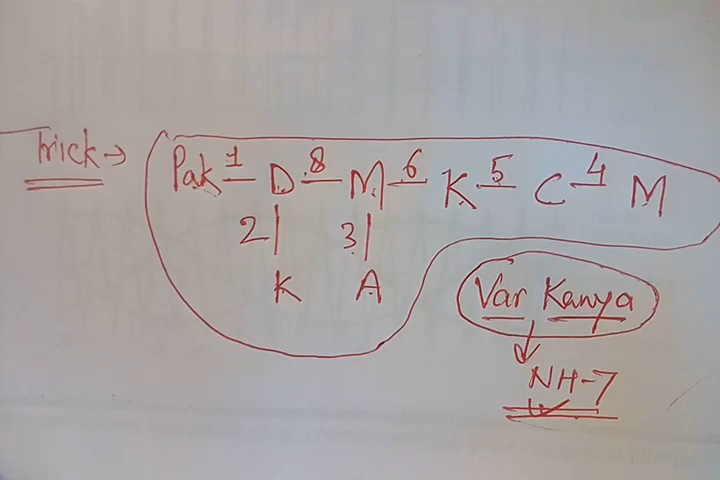 trick → Pak 1 D 8 M 6 K 5 C 4 M
2 3
K A
Var Kanya
NH-7